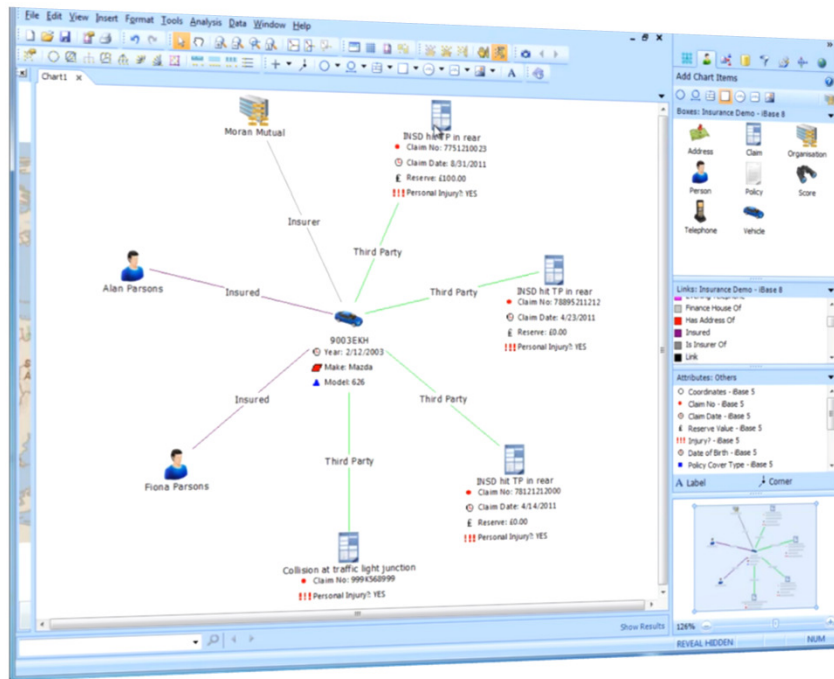 File Edit View Insert Format Tools Analysis Data Window Help
Chart1 x
Moran Mutual
INSD hit TP in rear
Claim No: 7751210023
Claim Date: 8/31/2011
£ Reserve: £100.00
!!! Personal Injury?: YES
Insurer
Third Party
Alan Parsons
Insured
Third Party
INSD hit TP in rear
Claim No: 78895211212
Claim Date: 4/23/2011
£ Reserve: £0.00
!!! Personal Injury?: YES
9003EKH
Year: 2/12/2003
Make: Mazda
Model: 626
Insured
Third Party
Fiona Parsons
Third Party
INSD hit TP in rear
Claim No: 78121212000
Claim Date: 4/14/2011
£ Reserve: £0.00
!!! Personal Injury?: YES
Collision at traffic light junction
Claim No: 999X568999
!!! Personal Injury?: YES
Show Results
Add Chart Items
Boxes: Insurance Demo - iBase 8
Address Claim Organisation
Person Policy Score
Telephone Vehicle
Links: Insurance Demo - iBase 8
Evening Telephone
Finance House Of
Has Address Of
Insured
Is Insurer Of
Link
Attributes: Others
Coordinates - iBase 5
Claim No - iBase 5
Claim Date - iBase 5
£ Reserve Value - iBase 5
!!! Injury? - iBase 5
Date of Birth - iBase 5
Policy Cover Type - iBase 5
A Label Corner
126%
REVEAL HIDDEN NUM